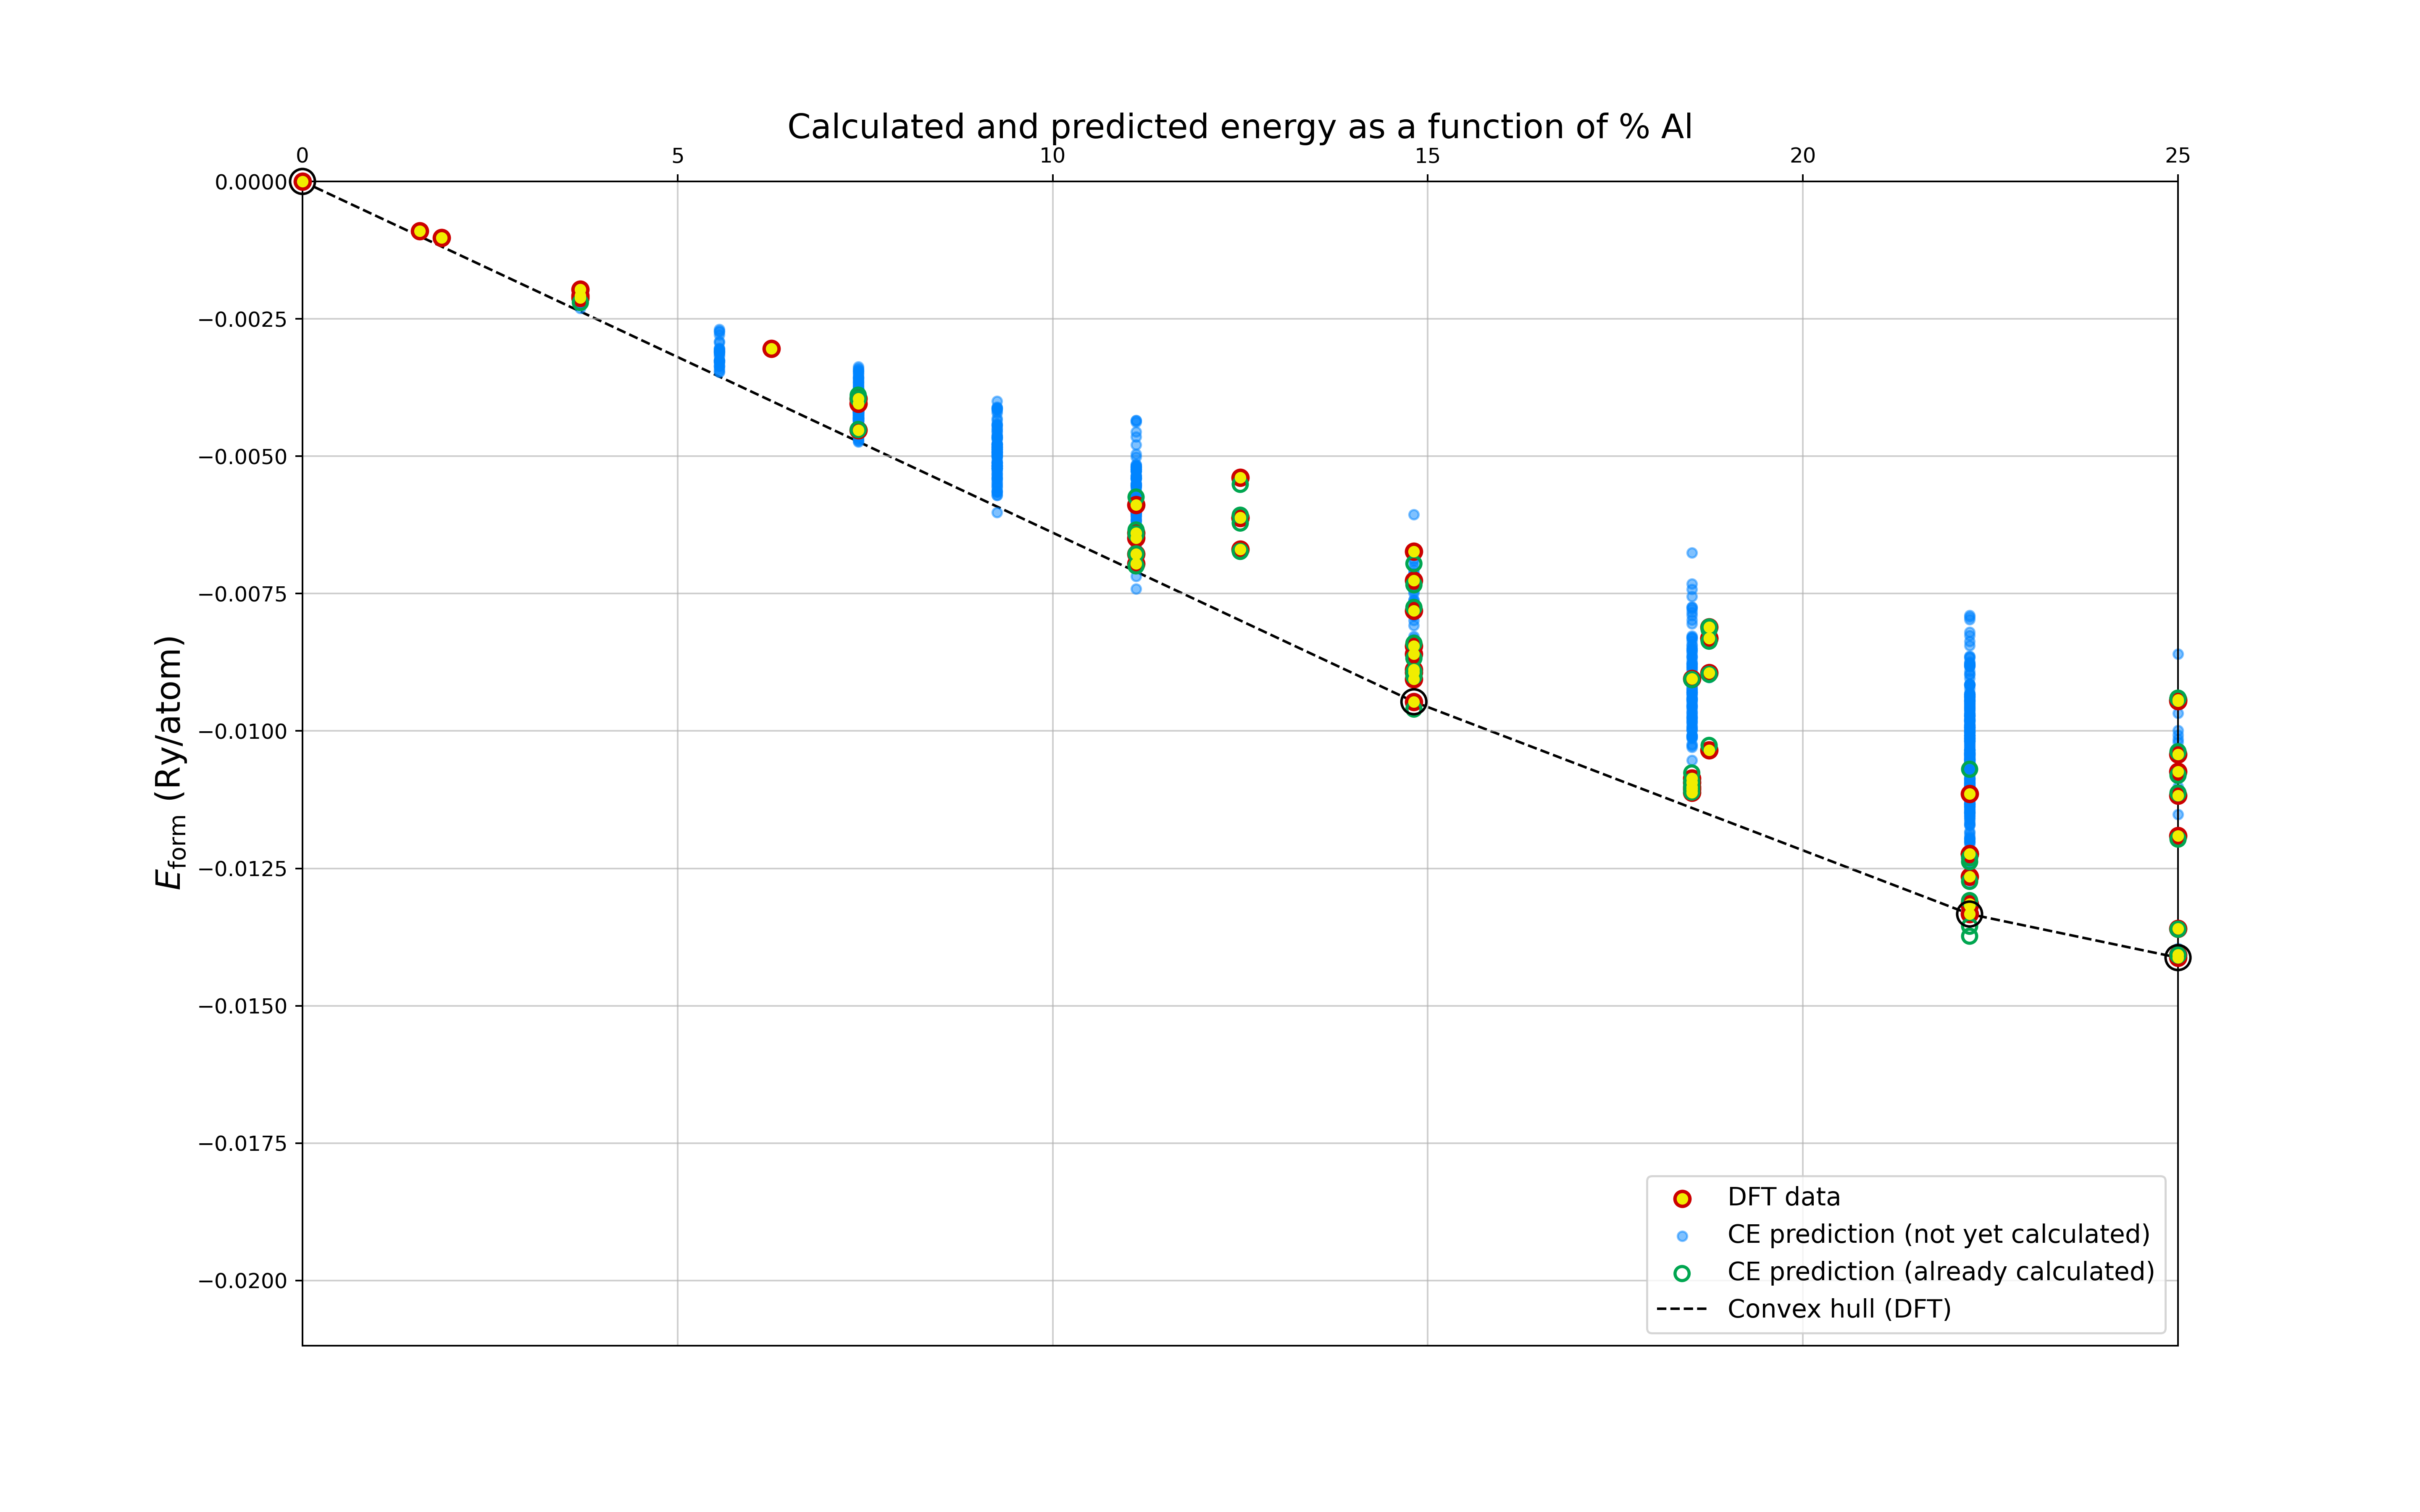 Calculated and predicted energy as a function of % Al
0 5 10 15 20 25
0.0000
−0.0025
−0.0050
−0.0075
−0.0100
−0.0125
−0.0150
−0.0175
−0.0200
E_form (Ry/atom)
DFT data
CE prediction (not yet calculated)
CE prediction (already calculated)
Convex hull (DFT)